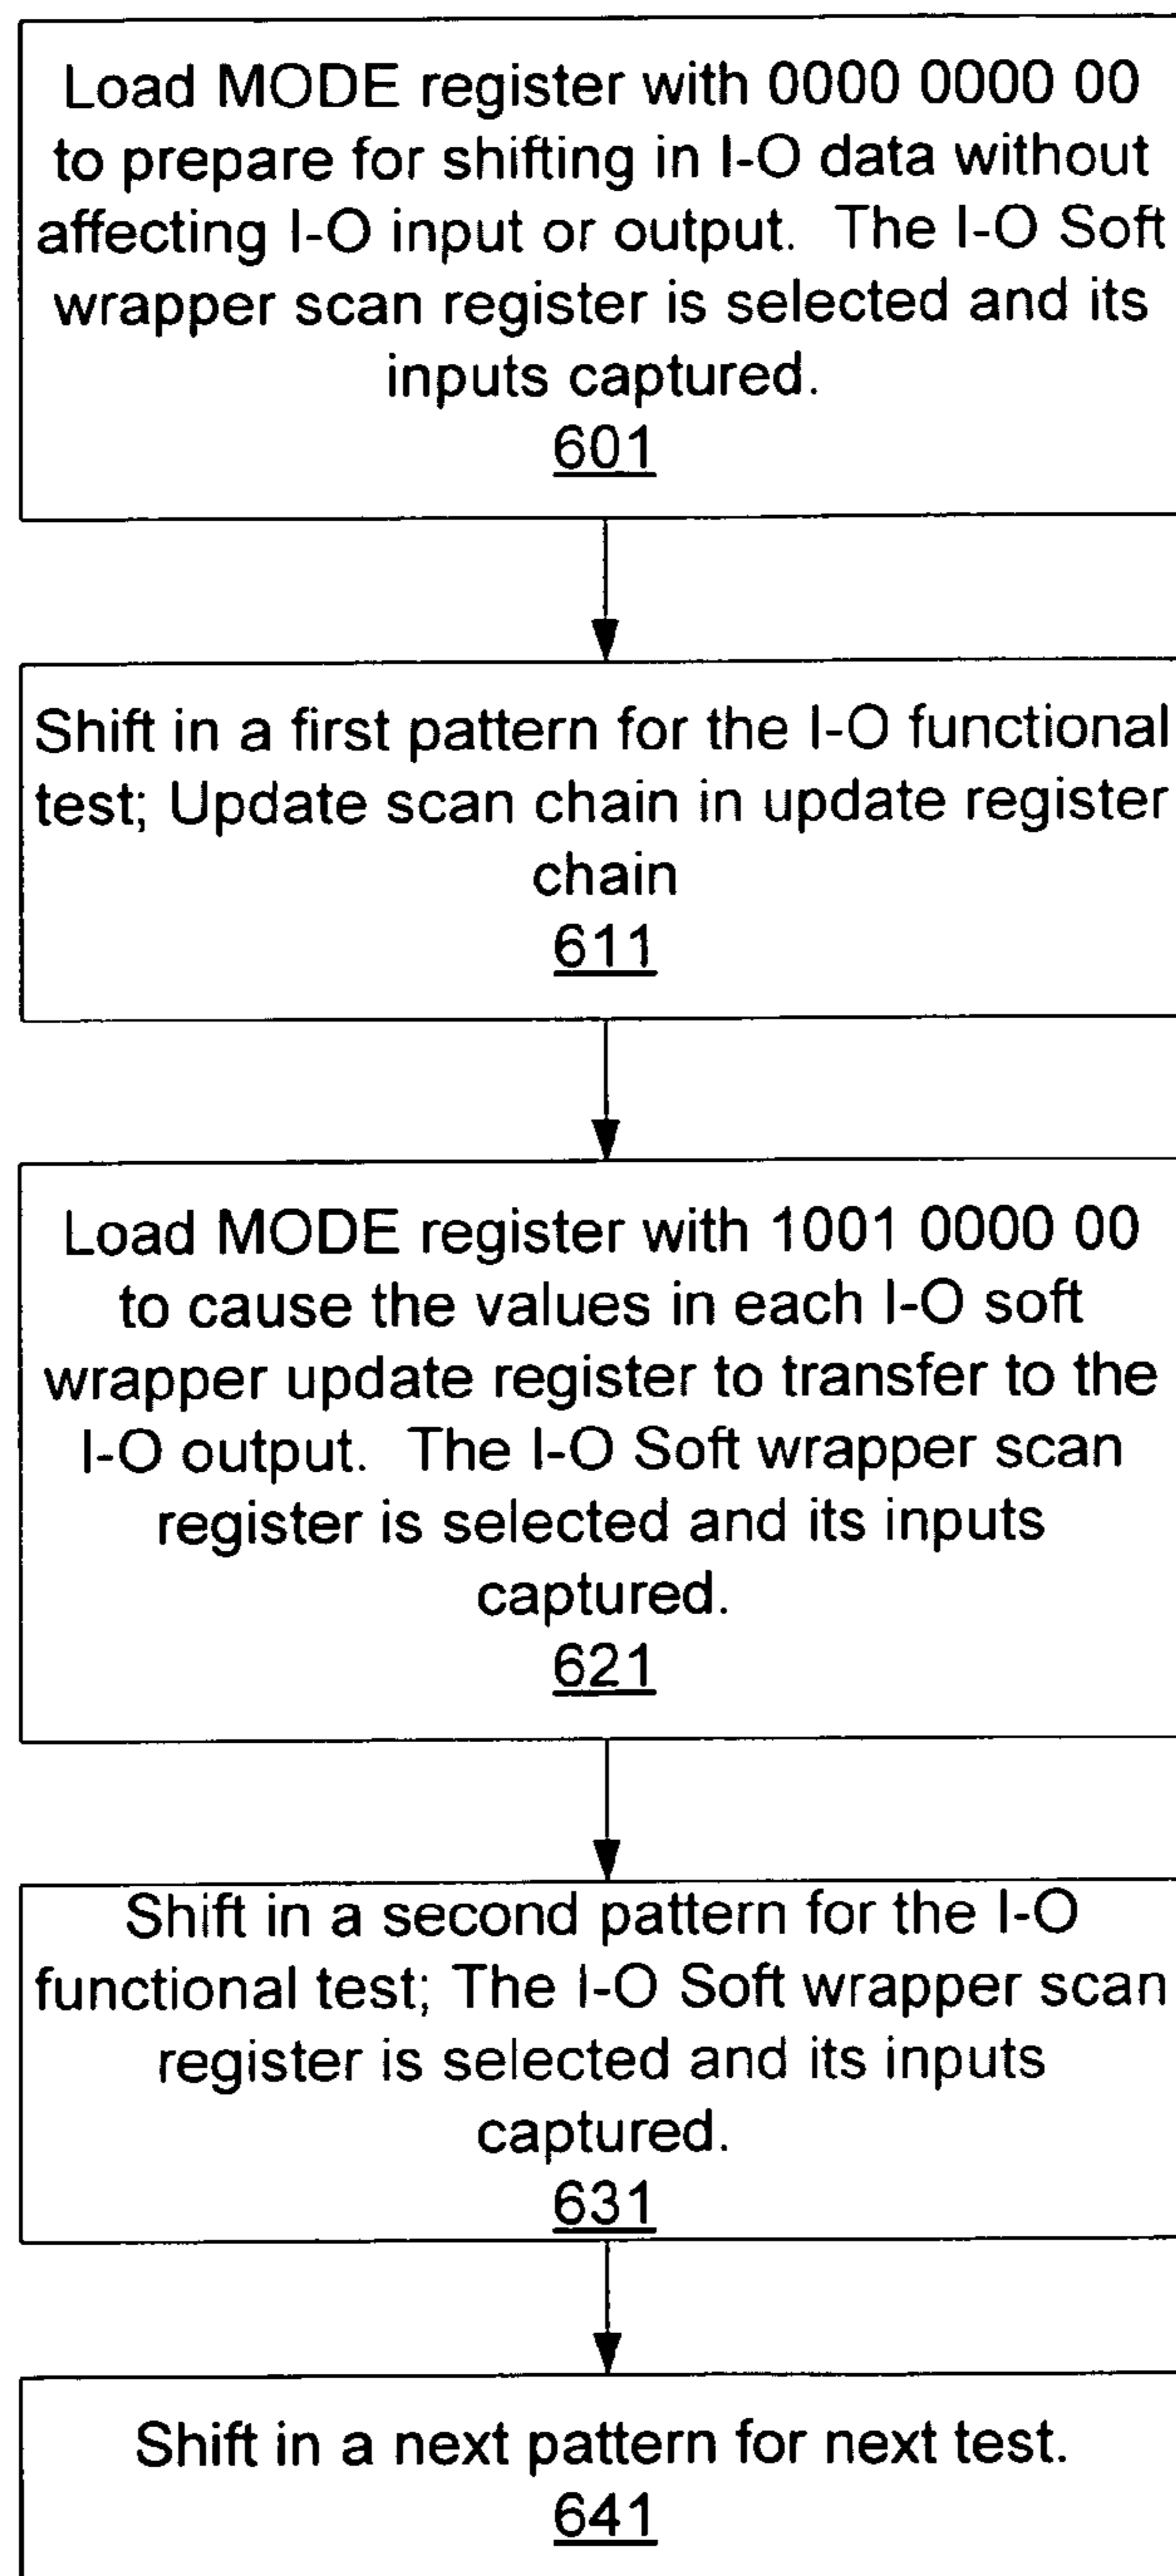 Load MODE register with 0000 0000 00
to prepare for shifting in I-O data without
affecting I-O input or output.  The I-O Soft
wrapper scan register is selected and its
inputs captured.
601
Shift in a first pattern for the I-O functional
test; Update scan chain in update register
chain
611
Load MODE register with 1001 0000 00
to cause the values in each I-O soft
wrapper update register to transfer to the
I-O output.  The I-O Soft wrapper scan
register is selected and its inputs
captured.
621
Shift in a second pattern for the I-O
functional test; The I-O Soft wrapper scan
register is selected and its inputs
captured.
631
Shift in a next pattern for next test.
641